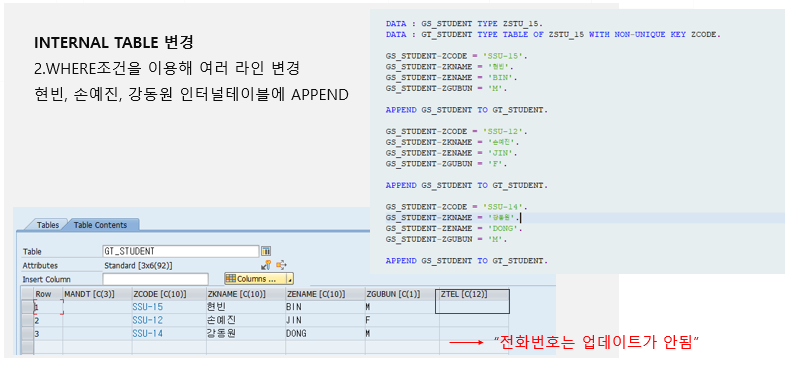 INTERNAL TABLE 변경
2.WHERE조건을 이용해 여러 라인 변경
현빈, 손예진, 강동원 인터널테이블에 APPEND
DATA : GS_STUDENT TYPE ZSTU_15.
DATA : GT_STUDENT TYPE TABLE OF ZSTU_15 WITH NON-UNIQUE KEY ZCODE.
GS_STUDENT-ZCODE = 'SSU-15'.
GS_STUDENT-ZKNAME = '현빈'.
GS_STUDENT-ZENAME = 'BIN'.
GS_STUDENT-ZGUBUN = 'M'.
APPEND GS_STUDENT TO GT_STUDENT.
GS_STUDENT-ZCODE = 'SSU-12'.
GS_STUDENT-ZKNAME = '손예진'.
GS_STUDENT-ZENAME = 'JIN'.
GS_STUDENT-ZGUBUN = 'F'.
APPEND GS_STUDENT TO GT_STUDENT.
GS_STUDENT-ZCODE = 'SSU-14'.
GS_STUDENT-ZKNAME = '강동원'.
GS_STUDENT-ZENAME = 'DONG'.
GS_STUDENT-ZGUBUN = 'M'.
APPEND GS_STUDENT TO GT_STUDENT.
Tables Table Contents
Table GT_STUDENT
Attributes Standard [3x6(92)]
Insert Column Columns ...
Row MANDT [C(3)] ZCODE [C(10)] ZKNAME [C(10)] ZENAME [C(10)] ZGUBUN [C(1)] ZTEL [C(12)]
1 SSU-15 현빈 BIN M
2 SSU-12 손예진 JIN F
3 SSU-14 강동원 DONG M
“전화번호는 업데이트가 안됨”